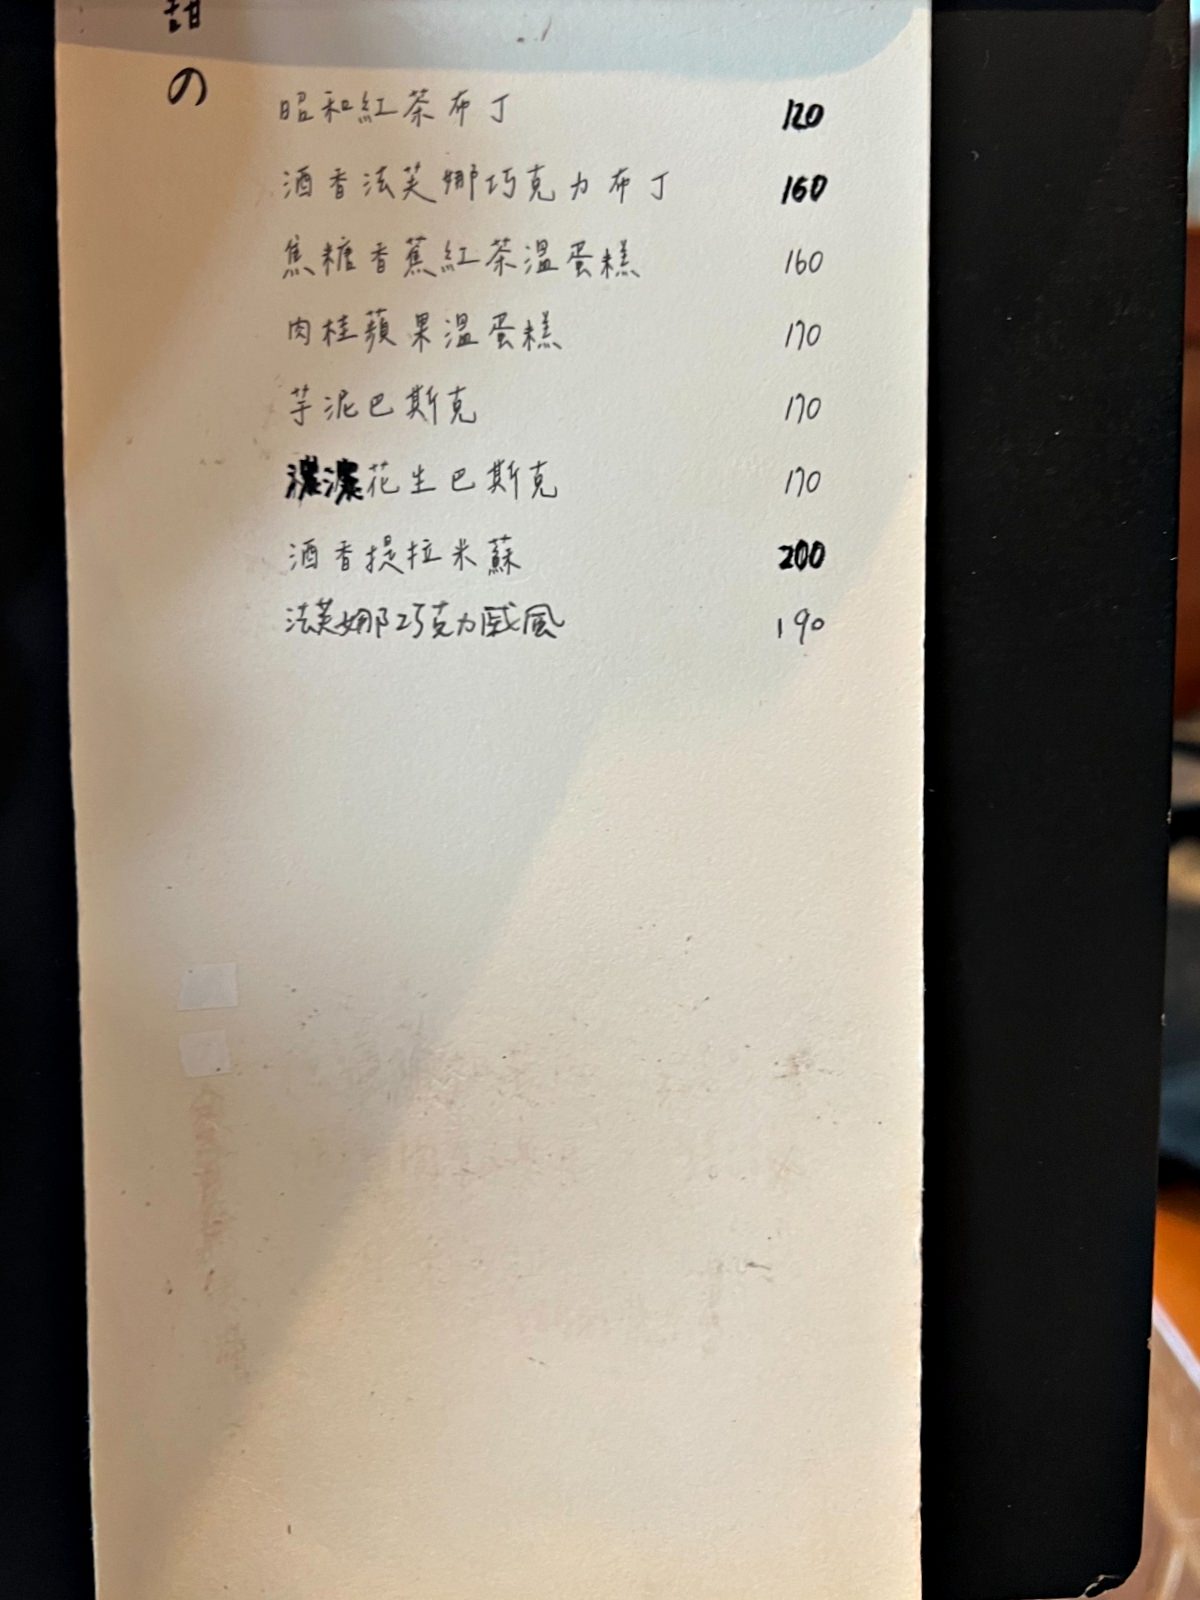 甜の
昭和紅茶布丁 120
酒香法芙娜巧克力布丁 160
焦糖香蕉紅茶溫蛋糕 160
肉桂蘋果溫蛋糕 170
芋泥巴斯克 170
濃濃花生巴斯克 170
酒香提拉米蘇 200
法芙娜巧克力戚風 190